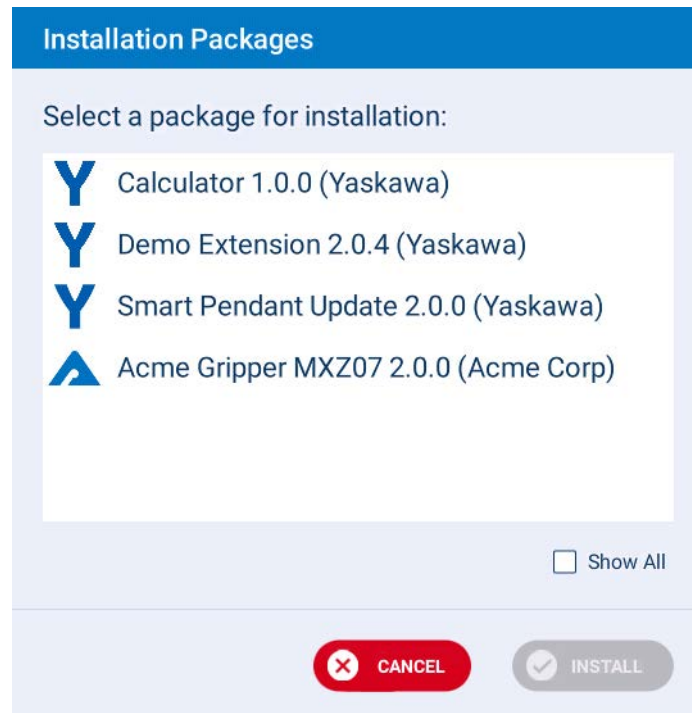 Installation Packages
Select a package for installation:
Calculator 1.0.0 (Yaskawa)
Demo Extension 2.0.4 (Yaskawa)
Smart Pendant Update 2.0.0 (Yaskawa)
Acme Gripper MXZ07 2.0.0 (Acme Corp)
Show All
CANCEL
INSTALL